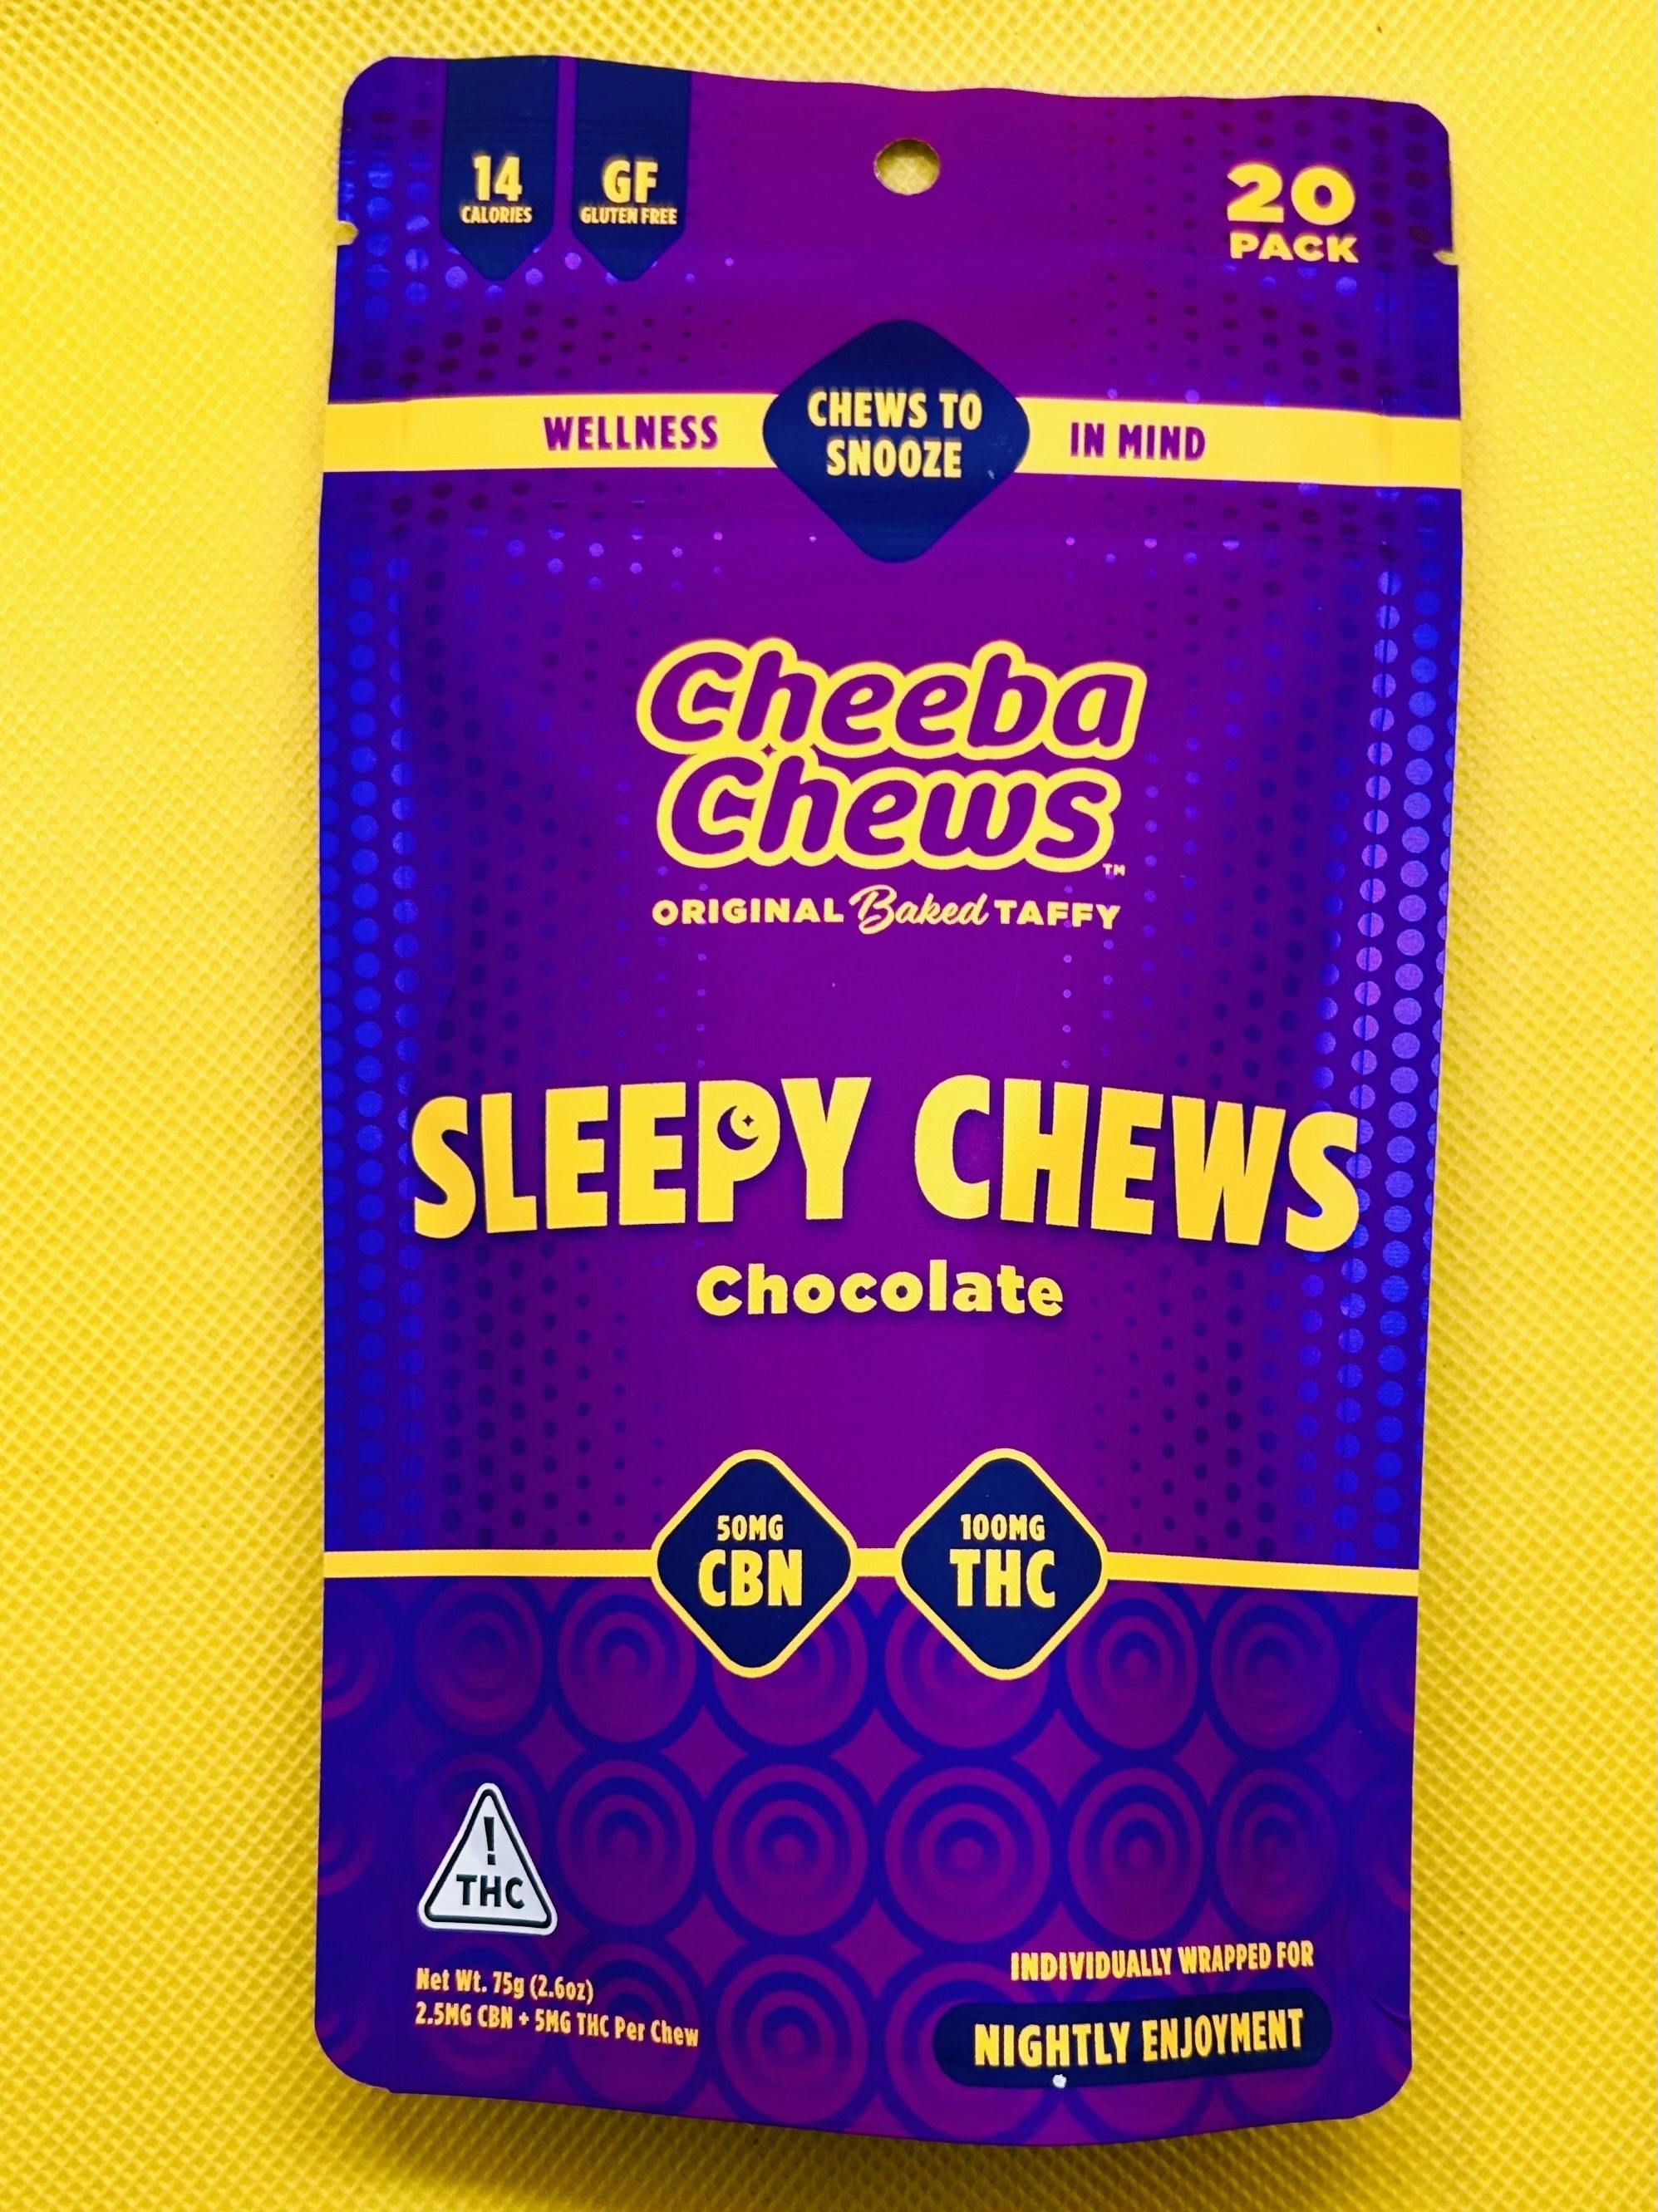 14
CALORIES
GF
GLUTEN FREE
20
PACK
WELLNESS
CHEWS TO
SNOOZE
IN MIND
Cheeba
Chews™
ORIGINAL Baked TAFFY
SLEEPY CHEWS
Chocolate
50MG
CBN
100MG
THC
!
THC
Net Wt. 75g (2.6oz)
2.5MG CBN + 5MG THC Per Chew
INDIVIDUALLY WRAPPED FOR
NIGHTLY ENJOYMENT